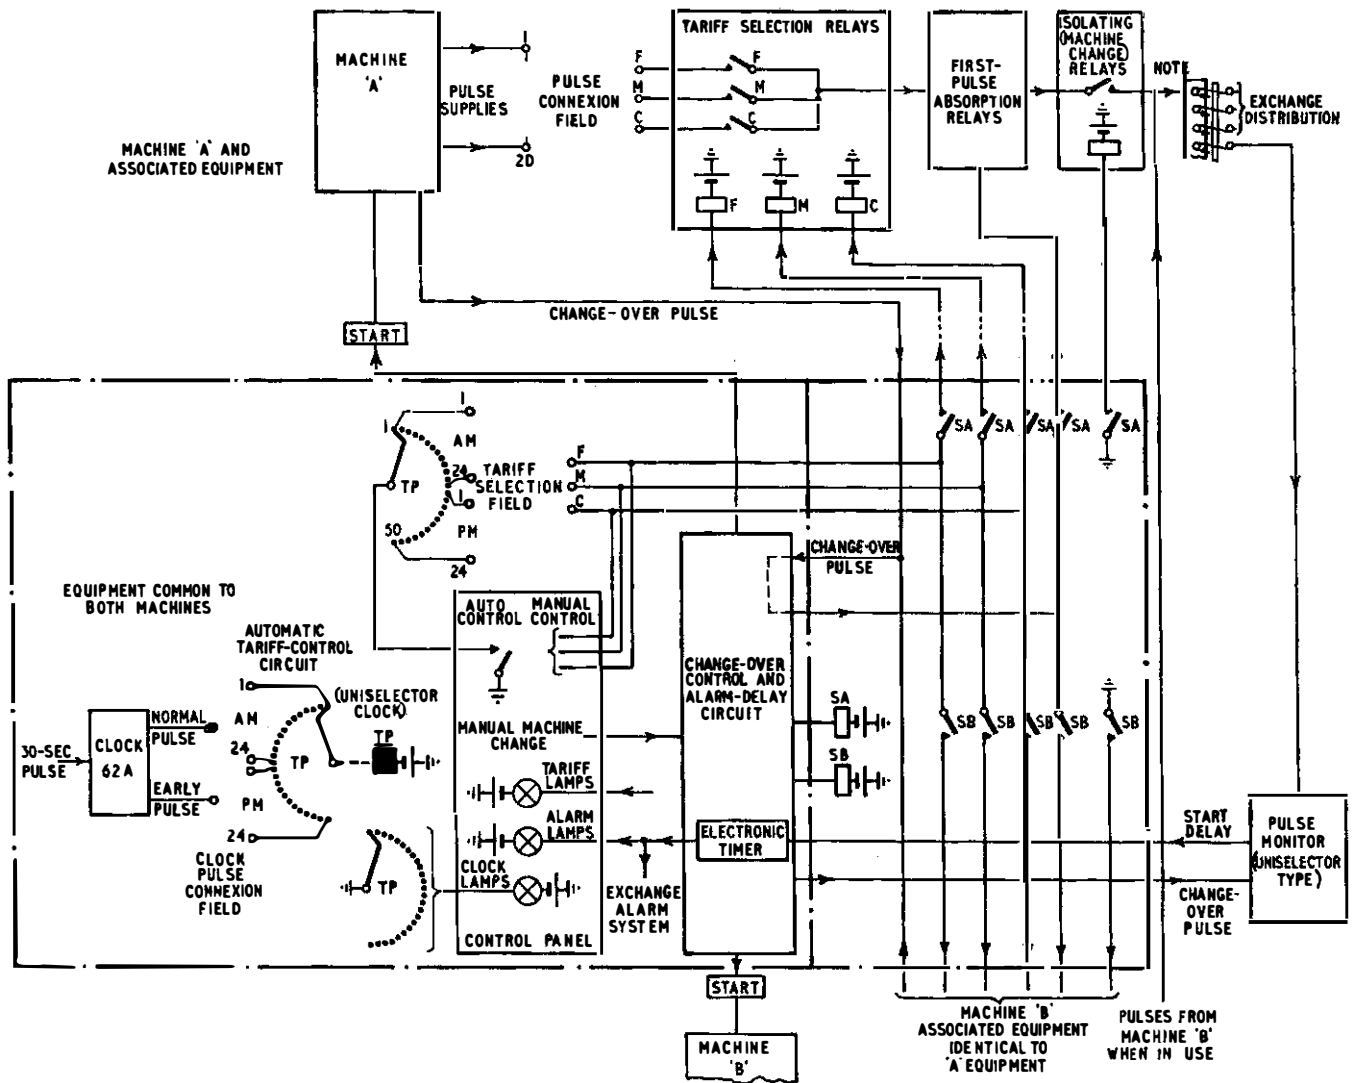 MACHINE
'A'
PULSE
SUPPLIES
1
2D
PULSE
CONNEXION
FIELD
F
M
C
TARIFF SELECTION RELAYS
F
M
C
F
M
C
FIRST-
PULSE
ABSORPTION
RELAYS
ISOLATING
(MACHINE
CHANGE)
RELAYS
NOTE
EXCHANGE
DISTRIBUTION
MACHINE 'A' AND
ASSOCIATED EQUIPMENT
CHANGE-OVER PULSE
START
1
1
AM
24
TP
1
50
PM
24
TARIFF
SELECTION
FIELD
F
M
C
SA
SA
SA
SA
SA
CHANGE-OVER
PULSE
EQUIPMENT COMMON TO
BOTH MACHINES
AUTOMATIC
TARIFF-CONTROL
CIRCUIT
AUTO
CONTROL
MANUAL
CONTROL
CHANGE-OVER
CONTROL AND
ALARM-DELAY
CIRCUIT
1
(UNISELECTOR
CLOCK)
TP
30-SEC
PULSE
CLOCK
62A
NORMAL
PULSE
EARLY
PULSE
AM
24
TP
PM
24
CLOCK
PULSE
CONNEXION
FIELD
TP
MANUAL MACHINE
CHANGE
TARIFF
LAMPS
ALARM
LAMPS
CLOCK
LAMPS
CONTROL PANEL
EXCHANGE
ALARM
SYSTEM
ELECTRONIC
TIMER
SA
SB
SB
SB
SB
SB
SB
START
DELAY
PULSE
MONITOR
(UNISELECTOR
TYPE)
CHANGE-
OVER
PULSE
START
MACHINE
'B'
MACHINE 'B'
ASSOCIATED EQUIPMENT
IDENTICAL TO
'A' EQUIPMENT
PULSES FROM
MACHINE 'B'
WHEN IN USE